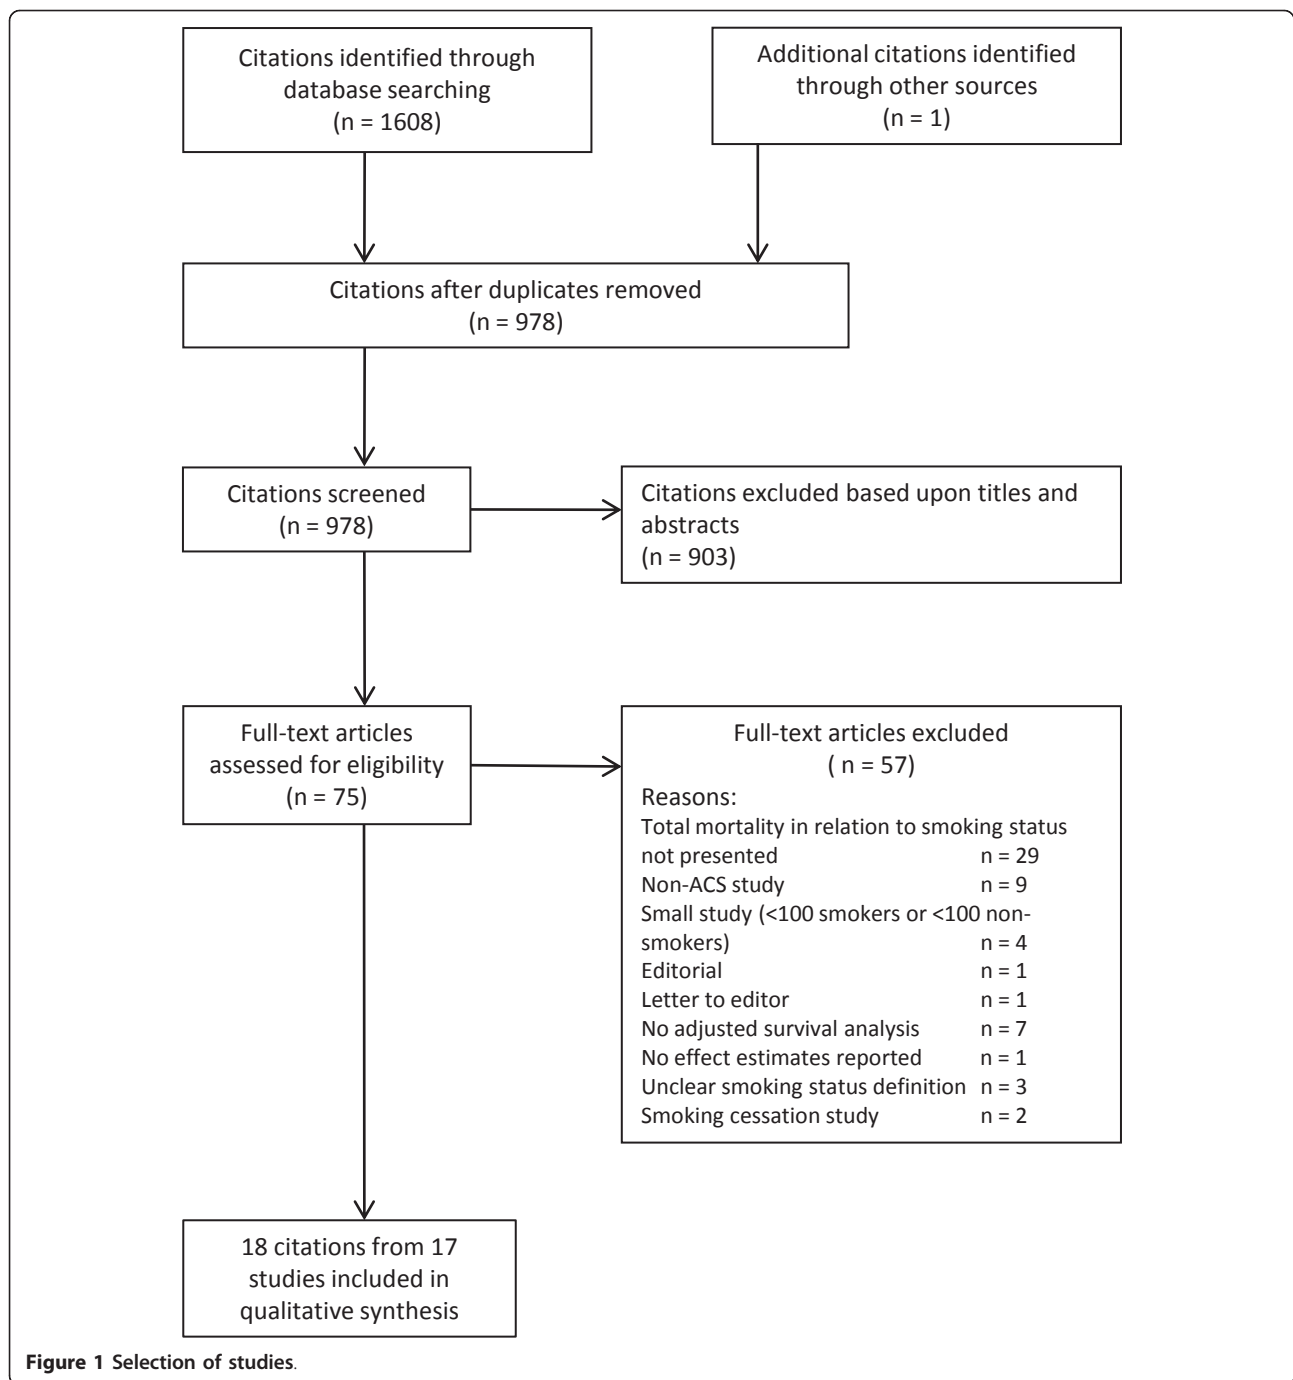 Citations identified through
database searching
(n = 1608)
Additional citations identified
through other sources
(n = 1)
Citations after duplicates removed
(n = 978)
Citations screened
(n = 978)
Citations excluded based upon titles and
abstracts
(n = 903)
Full-text articles
assessed for eligibility
(n = 75)
Full-text articles excluded
( n = 57)
Reasons:
Total mortality in relation to smoking status
not presented n = 29
Non-ACS study n = 9
Small study (<100 smokers or <100 non-
smokers) n = 4
Editorial n = 1
Letter to editor n = 1
No adjusted survival analysis n = 7
No effect estimates reported n = 1
Unclear smoking status definition n = 3
Smoking cessation study n = 2
18 citations from 17
studies included in
qualitative synthesis
Figure 1 Selection of studies.